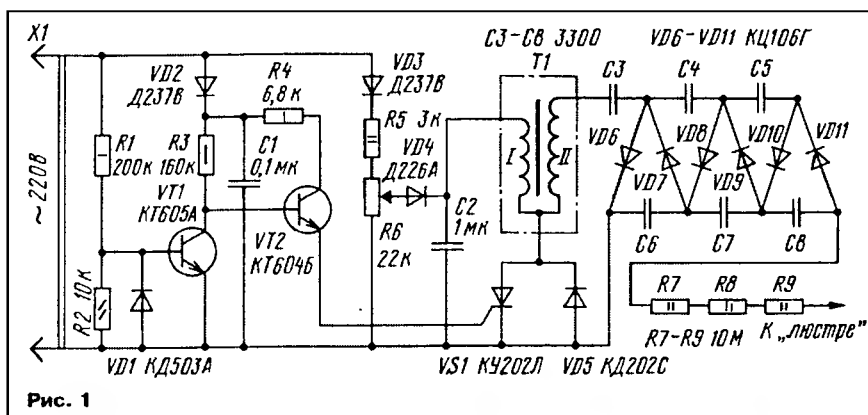 X1
~220В
VD2
Д237В
R4
6,8к
VD3
Д237В
C3-C8 3300
T1
VD6-VD11 КЦ106Г
C3
C4
C5
R1
200к
R3
160к
VT1
КТ605А
C1
0,1мк
R5 3к
VD4
Д226А
I
II
VD6
VD8
VD10
VD11
VD7
VD9
VT2
КТ604Б
R6
22к
C2
1мк
C6
C7
C8
R2 10к
R7
R8
R9
R7-R9 10М
К „люстре"
VD1 КД503А
VS1 КУ202Л
VD5 КД202С
Рис. 1